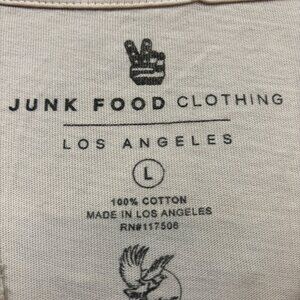 JUNK FOOD CLOTHING
LOS ANGELES
L
100% COTTON
MADE IN LOS ANGELES
RN#117506